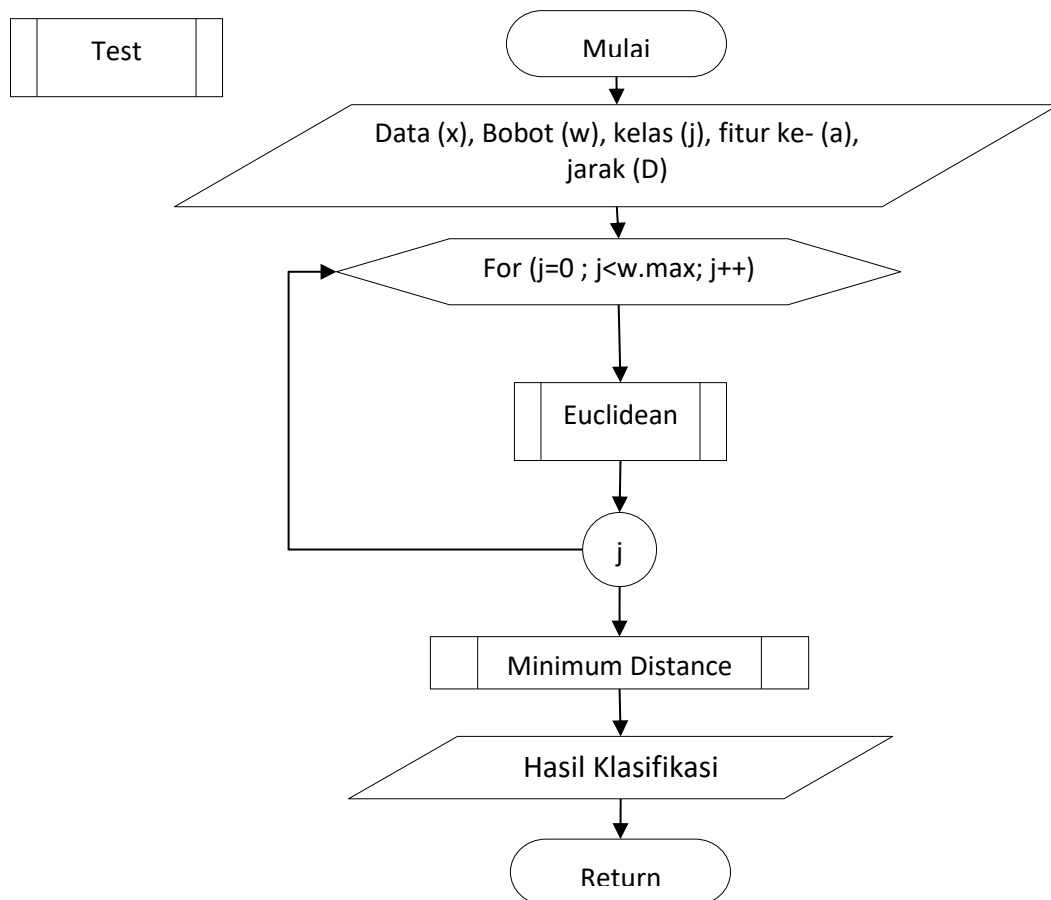 Test
Mulai
Data (x), Bobot (w), kelas (j), fitur ke- (a),
jarak (D)
For (j=0 ; j<w.max; j++)
Euclidean
j
Minimum Distance
Hasil Klasifikasi
Return